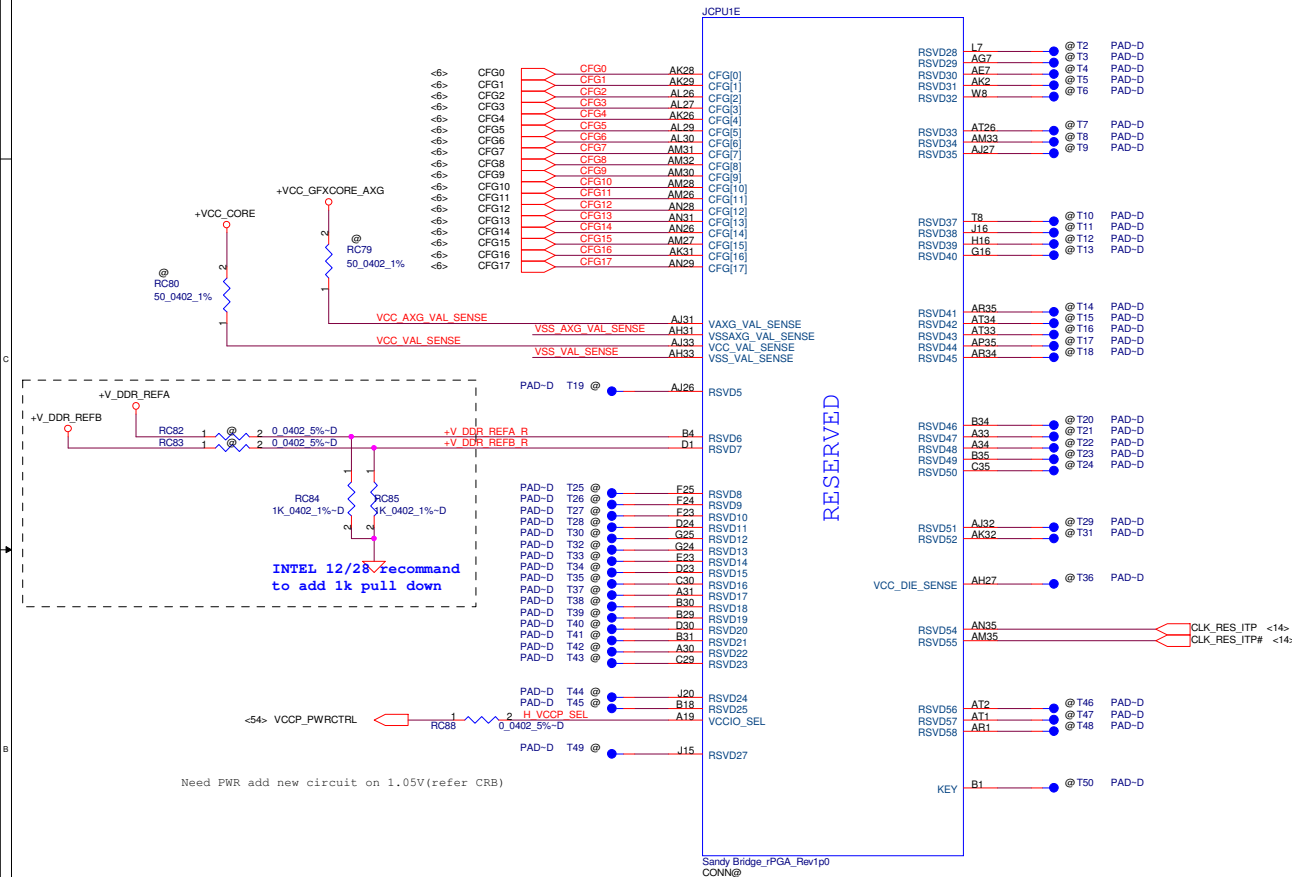 JCPU1E
<6> CFG0 CFG0 AK28 CFG[0]
<6> CFG1 CFG1 AK29 CFG[1]
<6> CFG2 CFG2 AL26 CFG[2]
<6> CFG3 CFG3 AL27 CFG[3]
<6> CFG4 CFG4 AK26 CFG[4]
<6> CFG5 CFG5 AL29 CFG[5]
<6> CFG6 CFG6 AL30 CFG[6]
<6> CFG7 CFG7 AM31 CFG[7]
<6> CFG8 CFG8 AM32 CFG[8]
<6> CFG9 CFG9 AM30 CFG[9]
<6> CFG10 CFG10 AM28 CFG[10]
<6> CFG11 CFG11 AM26 CFG[11]
<6> CFG12 CFG12 AN28 CFG[12]
<6> CFG13 CFG13 AN31 CFG[13]
<6> CFG14 CFG14 AN26 CFG[14]
<6> CFG15 CFG15 AM27 CFG[15]
<6> CFG16 CFG16 AK31 CFG[16]
<6> CFG17 CFG17 AN29 CFG[17]
+VCC_GFXCORE_AXG
+VCC_CORE
2 @
RC79
50_0402_1%
1
2 @
RC80
50_0402_1%
1
VCC_AXG_VAL_SENSE AJ31 VAXG_VAL_SENSE
VSS_AXG_VAL_SENSE AH31 VSSAXG_VAL_SENSE
VCC_VAL_SENSE AJ33 VCC_VAL_SENSE
VSS_VAL_SENSE AH33 VSS_VAL_SENSE
PAD~D T19 @ AJ26 RSVD5
+V_DDR_REFA
+V_DDR_REFB
RC82 1 @ 2 0_0402_5%~D +V_DDR_REFA_R B4 RSVD6
RC83 1 @ 2 0_0402_5%~D +V_DDR_REFB_R D1 RSVD7
1 1
RC84 RC85
1K_0402_1%~D 1K_0402_1%~D
2 2
INTEL 12/28 recommand
to add 1k pull down
PAD~D T25 @ F25 RSVD8
PAD~D T26 @ F24 RSVD9
PAD~D T27 @ F23 RSVD10
PAD~D T28 @ D24 RSVD11
PAD~D T30 @ G25 RSVD12
PAD~D T32 @ G24 RSVD13
PAD~D T33 @ E23 RSVD14
PAD~D T34 @ D23 RSVD15
PAD~D T35 @ C30 RSVD16
PAD~D T37 @ A31 RSVD17
PAD~D T38 @ B30 RSVD18
PAD~D T39 @ B29 RSVD19
PAD~D T40 @ D30 RSVD20
PAD~D T41 @ B31 RSVD21
PAD~D T42 @ A30 RSVD22
PAD~D T43 @ C29 RSVD23
PAD~D T44 @ J20 RSVD24
PAD~D T45 @ B18 RSVD25
<54> VCCP_PWRCTRL 1 RC88 2 0_0402_5%~D H_VCCP_SEL A19 VCCIO_SEL
PAD~D T49 @ J15 RSVD27
Need PWR add new circuit on 1.05V(refer CRB)
RESERVED
RSVD28 L7 @ T2 PAD~D
RSVD29 AG7 @ T3 PAD~D
RSVD30 AE7 @ T4 PAD~D
RSVD31 AK2 @ T5 PAD~D
RSVD32 W8 @ T6 PAD~D
RSVD33 AT26 @ T7 PAD~D
RSVD34 AM33 @ T8 PAD~D
RSVD35 AJ27 @ T9 PAD~D
RSVD37 T8 @ T10 PAD~D
RSVD38 J16 @ T11 PAD~D
RSVD39 H16 @ T12 PAD~D
RSVD40 G16 @ T13 PAD~D
RSVD41 AR35 @ T14 PAD~D
RSVD42 AT34 @ T15 PAD~D
RSVD43 AT33 @ T16 PAD~D
RSVD44 AP35 @ T17 PAD~D
RSVD45 AR34 @ T18 PAD~D
RSVD46 B34 @ T20 PAD~D
RSVD47 A33 @ T21 PAD~D
RSVD48 A34 @ T22 PAD~D
RSVD49 B35 @ T23 PAD~D
RSVD50 C35 @ T24 PAD~D
RSVD51 AJ32 @ T29 PAD~D
RSVD52 AK32 @ T31 PAD~D
VCC_DIE_SENSE AH27 @ T36 PAD~D
RSVD54 AN35 CLK_RES_ITP <14>
RSVD55 AM35 CLK_RES_ITP# <14>
RSVD56 AT2 @ T46 PAD~D
RSVD57 AT1 @ T47 PAD~D
RSVD58 AR1 @ T48 PAD~D
KEY B1 @ T50 PAD~D
Sandy Bridge_rPGA_Rev1p0
CONN@
C
B